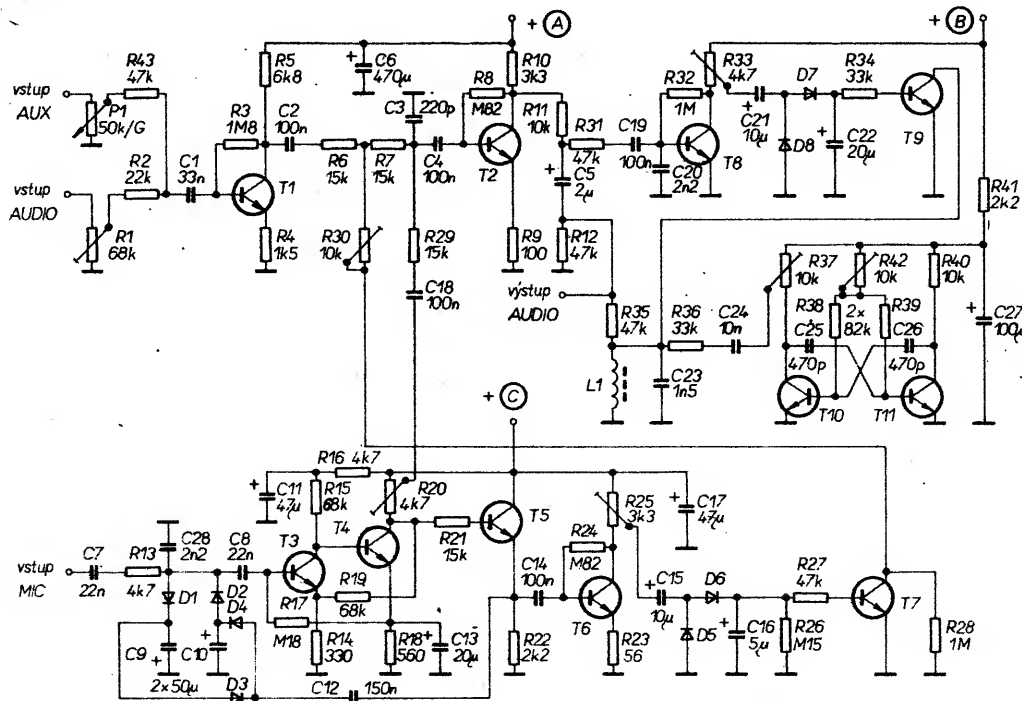 + A
+ B
vstup
AUX
P1
50k/G
R43
47k
R2
22k
C1
33n
vstup
AUDIO
R1
68k
R3
1M8
R5
6k8
C2
100n
T1
R4
1k5
C6
+
470µ
C3
220p
R6
15k
R7
15k
R30
10k
R29
15k
C18
100n
C4
100n
R8
M82
T2
R9
100
R10
3k3
R11
10k
R31
47k
C5
+
2µ
R12
47k
výstup
AUDIO
C19
100n
C20
2n2
R32
1M
T8
R33
4k7
+
C21
10µ
D7
D8
+
C22
20µ
R34
33k
T9
R41
2k2
R35
47k
L1
R36
33k
C23
1n5
C24
10n
R37
10k
R42
10k
R40
10k
R38
2×
82k
R39
C25
470p
C26
470p
T10
T11
+
C27
100µ
+ C
vstup
MIC
C7
22n
R13
4k7
C28
2n2
C8
22n
D1
D2
D4
C9
+
C10
+
2×50µ
D3
C11
+
47µ
R16 4k7
R15
68k
T3
T4
R20
4k7
R17
M18
R19
68k
R14
330
R18
560
+
C13
20µ
C12
150n
R21
15k
T5
C14
100n
R22
2k2
R24
M82
R25
3k3
T6
R23
56
+
C17
47µ
+
C15
10µ
D6
D5
+
C16
5µ
R27
47k
R26
M15
T7
R28
1M